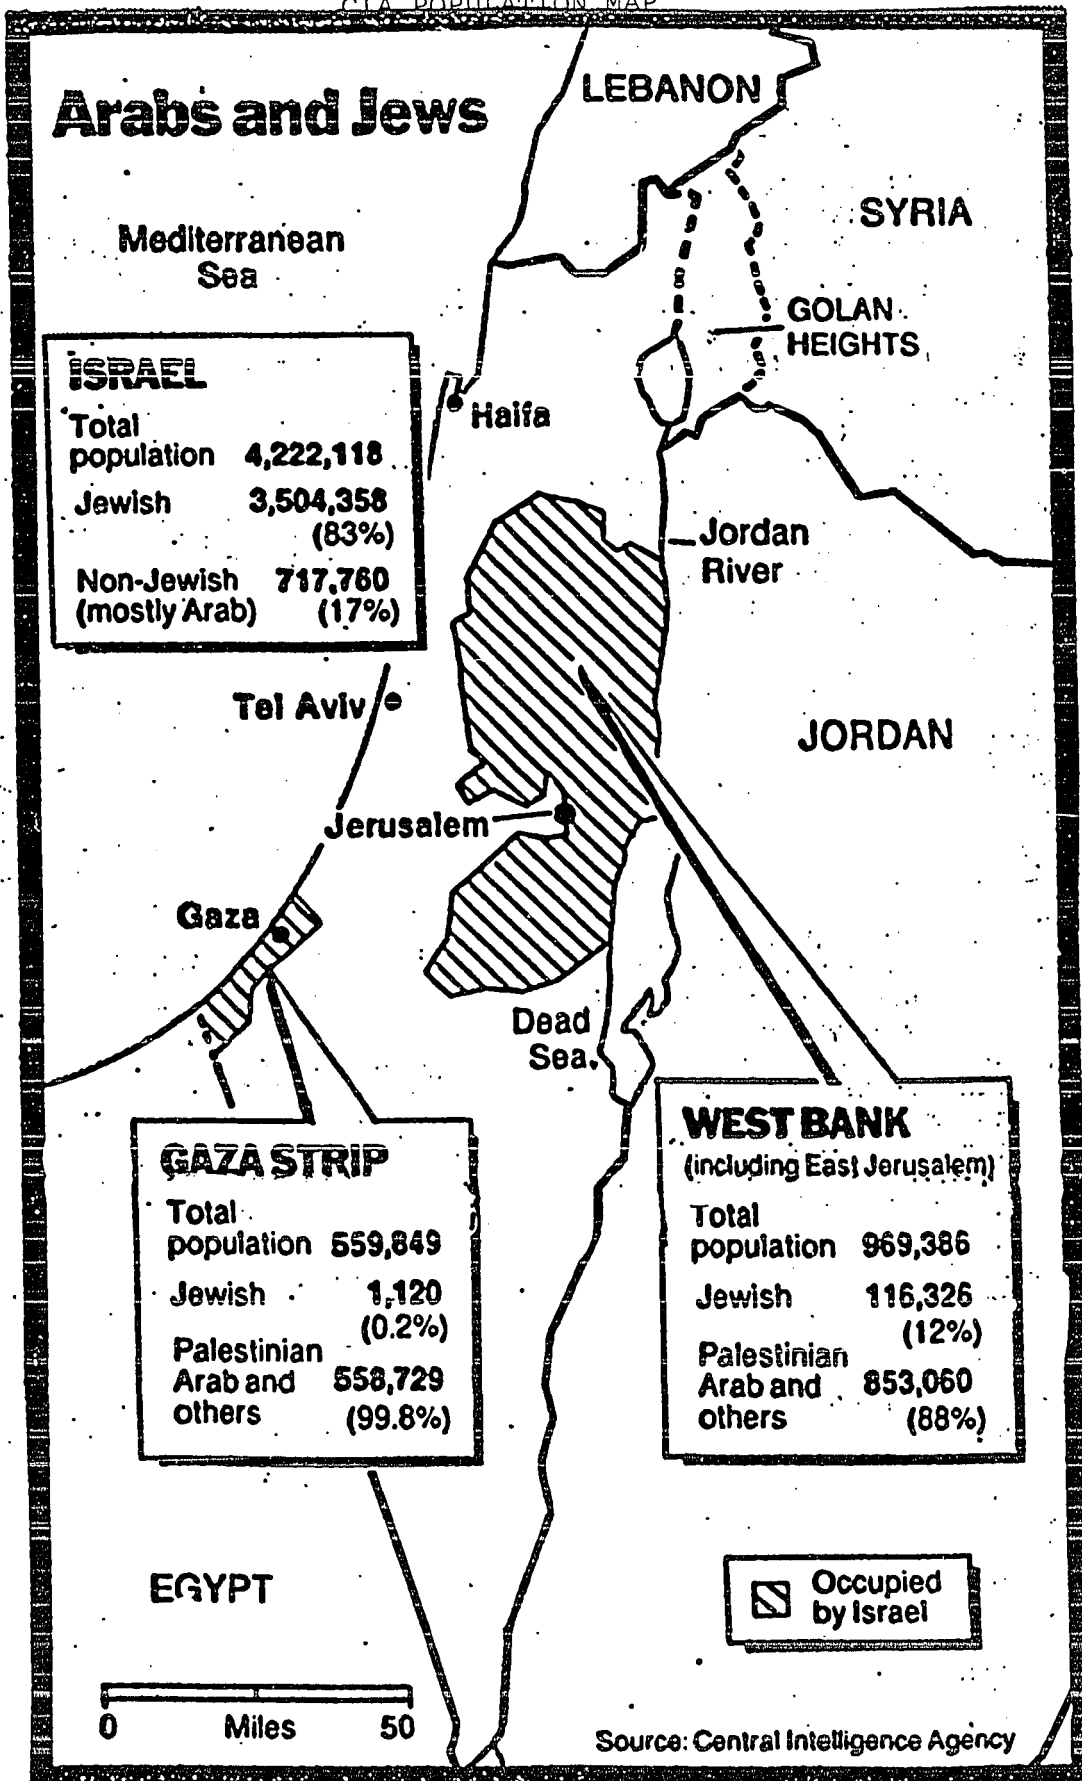 CIA POPULATION MAP
Arabs and Jews
LEBANON
SYRIA
Mediterranean
Sea
GOLAN
HEIGHTS
ISRAEL
Total
population 4,222,118
Jewish 3,504,358
(83%)
Non-Jewish 717,760
(mostly Arab) (17%)
Haifa
Jordan
River
Tel Aviv
JORDAN
Jerusalem
Gaza
Dead
Sea
GAZA STRIP
Total
population 559,849
Jewish 1,120
(0.2%)
Palestinian
Arab and 558,729
others (99.8%)
WEST BANK
(including East Jerusalem)
Total
population 969,386
Jewish 116,326
(12%)
Palestinian
Arab and 853,060
others (88%)
EGYPT
Occupied
by Israel
0 Miles 50
Source: Central Intelligence Agency